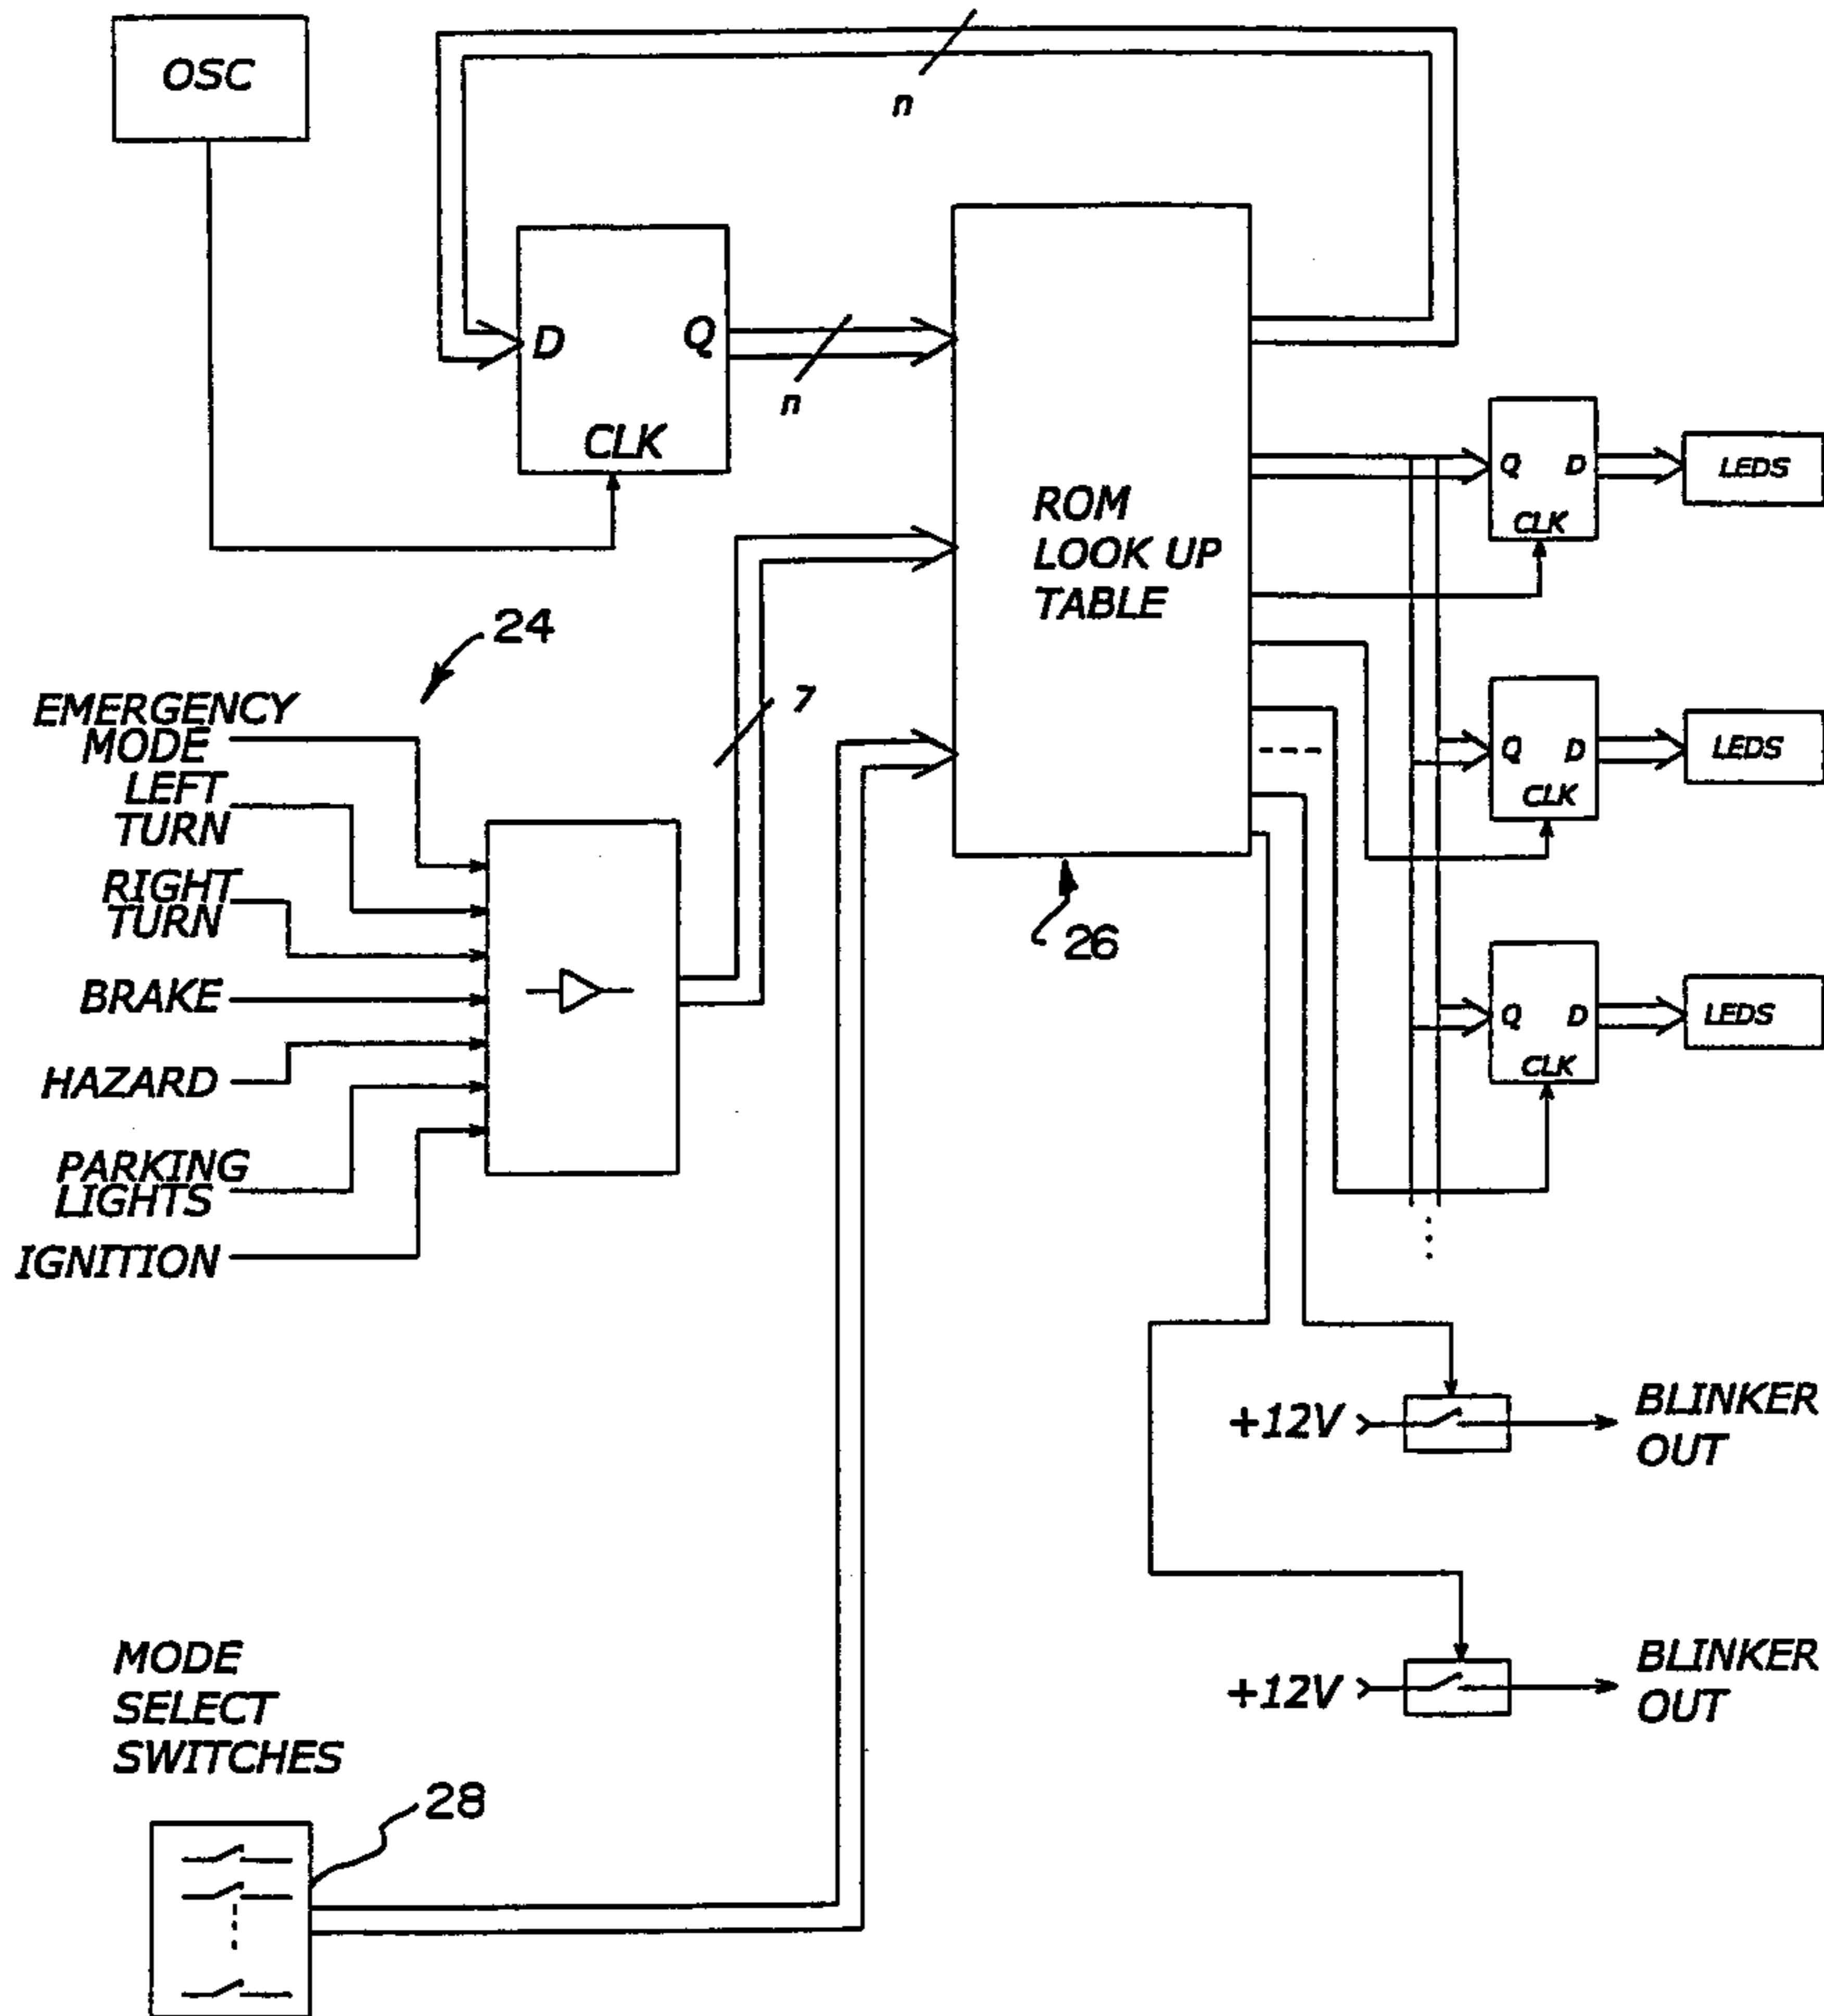 OSC
n
D
Q
n
CLK
ROM
LOOK UP
TABLE
Q
D
CLK
LEDS
24
EMERGENCY
MODE
LEFT
TURN
RIGHT
TURN
BRAKE
HAZARD
PARKING
LIGHTS
IGNITION
7
26
Q
D
CLK
LEDS
Q
D
CLK
LEDS
+12V
BLINKER
OUT
+12V
BLINKER
OUT
MODE
SELECT
SWITCHES
28